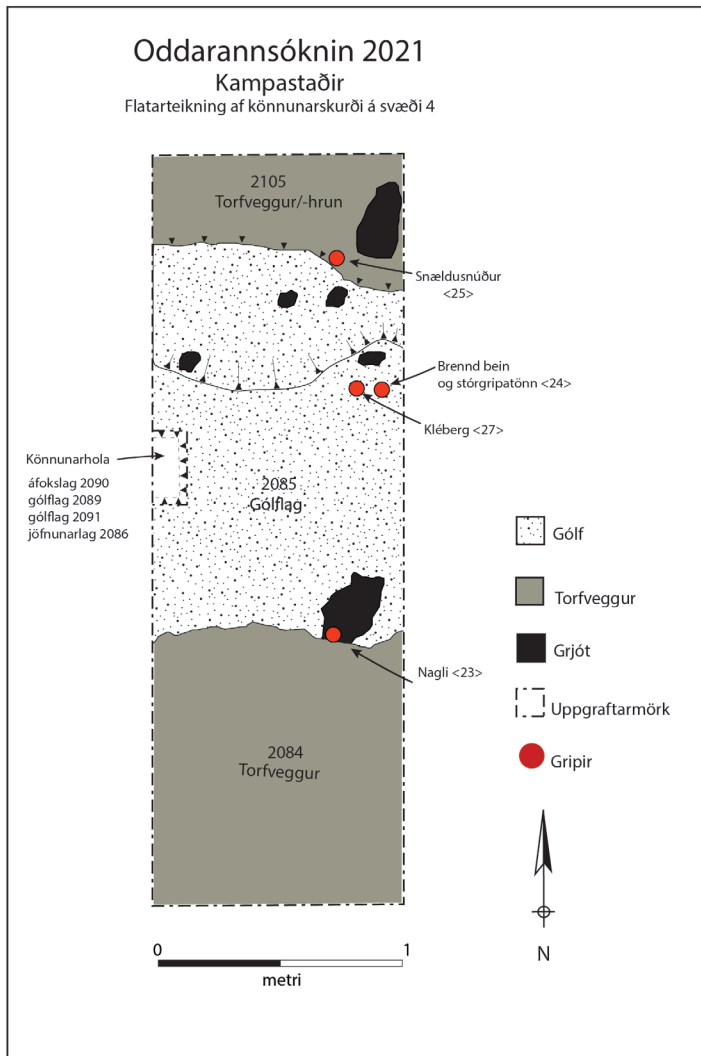 Oddarannsóknin 2021
Kampastaðir
Flatarteikning af könnunarskurði á svæði 4
2105
Torfveggur/-hrun
Snældusnúður
<25>
Brennd bein
og stórgripatönn <24>
Kléberg <27>
Könnunarhola
áfokslag 2090
gólflag 2089
gólflag 2091
jöfnunarlag 2086
2085
Gólflag
Nagli <23>
2084
Torfveggur
Gólf
Torfveggur
Grjót
Uppgraftarmörk
Gripir
N
0 1
metri